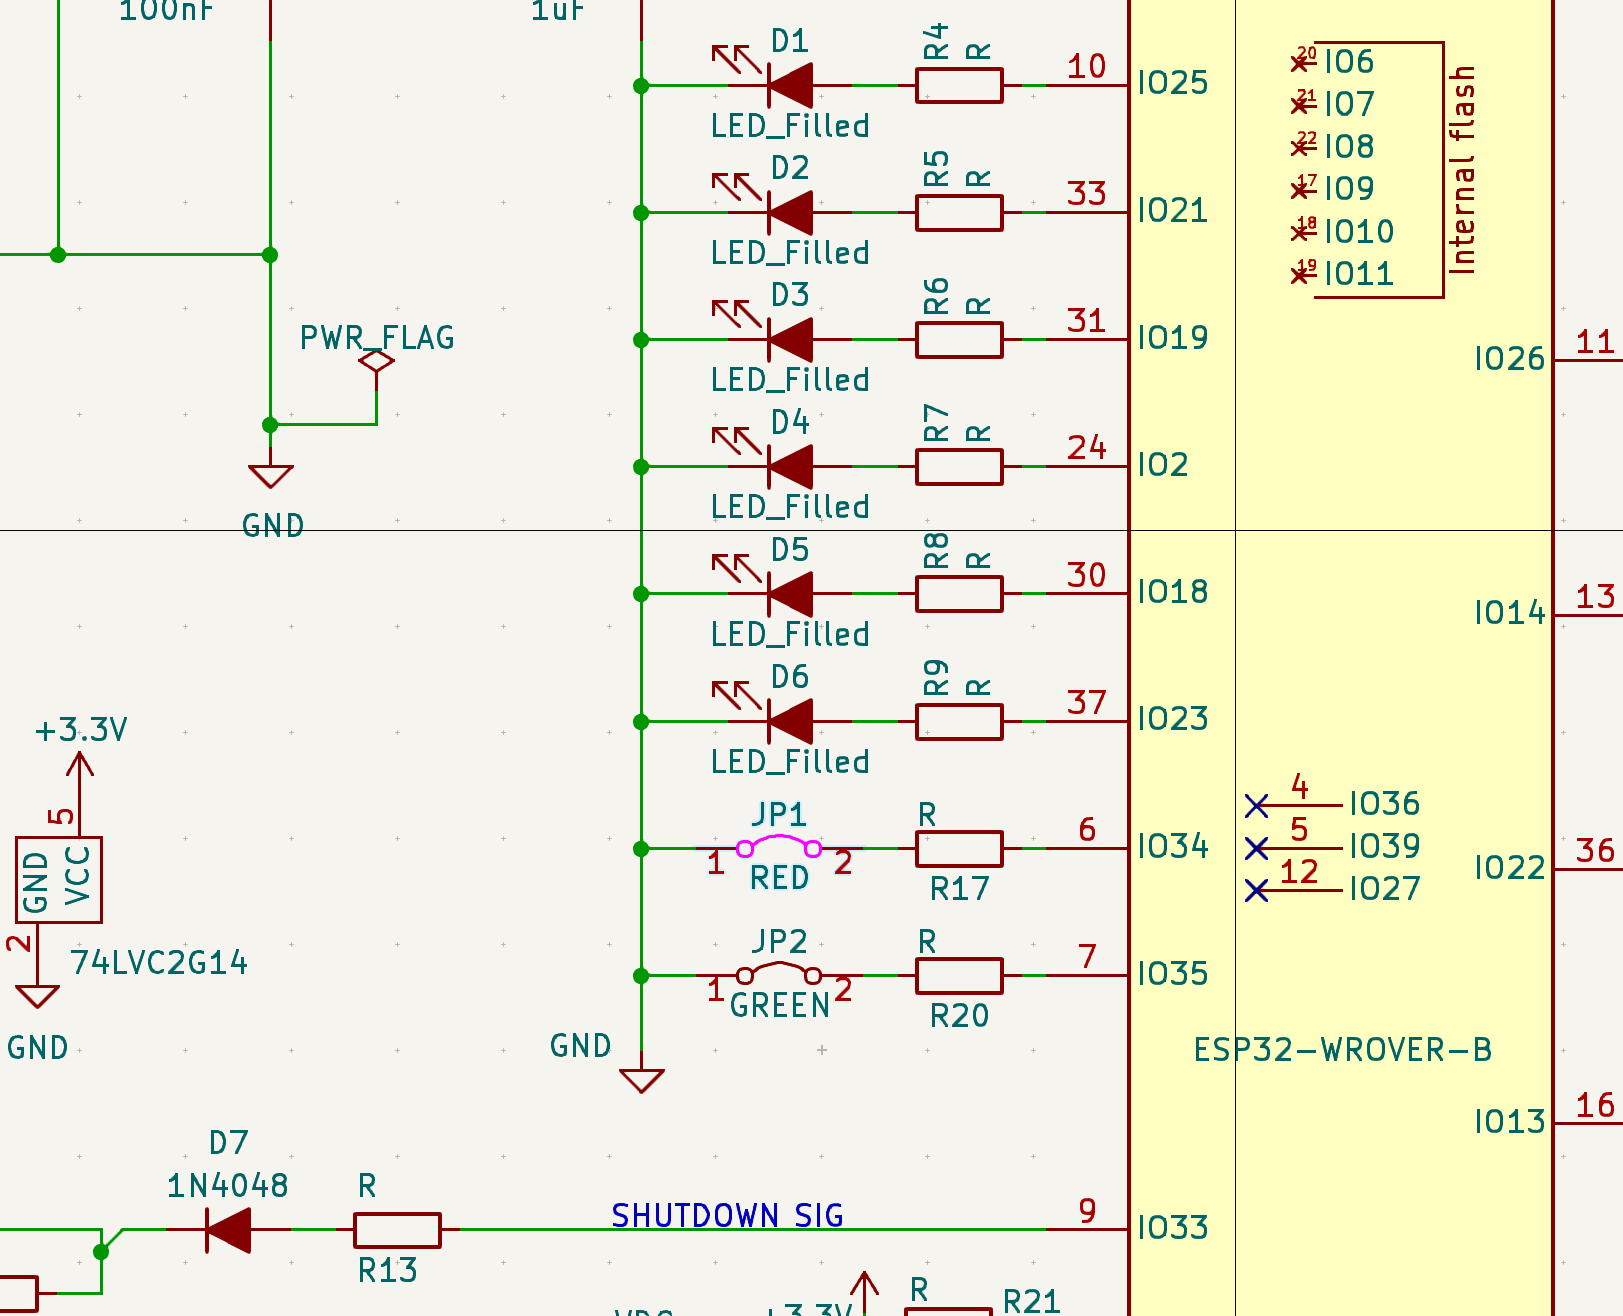 100nF
1uF
D1
R4
R
10
IO25
LED_Filled
D2
R5
R
33
IO21
LED_Filled
D3
R6
R
31
IO19
LED_Filled
D4
R7
R
24
IO2
LED_Filled
D5
R8
R
30
IO18
LED_Filled
D6
R9
R
37
IO23
LED_Filled
JP1
1
2
RED
R
R17
6
IO34
JP2
1
2
GREEN
R
R20
7
IO35
GND
PWR_FLAG
GND
+3.3V
5
GND
VCC
2
74LVC2G14
GND
D7
1N4048
R
R13
SHUTDOWN SIG
9
IO33
R
R21
+3.3V
20 IO6
21 IO7
22 IO8
17 IO9
18 IO10
19 IO11
Internal flash
IO26
11
IO14
13
4 IO36
5 IO39
12 IO27
IO22
36
ESP32-WROVER-B
IO13
16